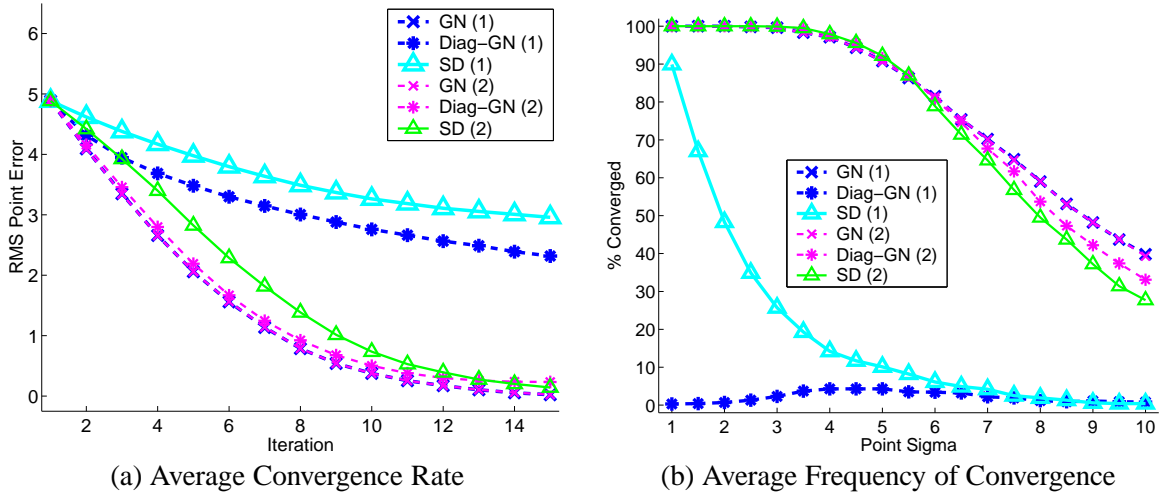 6
5
4
3
2
1
0
RMS Point Error
2 4 6 8 10 12 14
Iteration
GN (1)
Diag-GN (1)
SD (1)
GN (2)
Diag-GN (2)
SD (2)
(a) Average Convergence Rate
100
90
80
70
60
50
40
30
20
10
0
% Converged
1 2 3 4 5 6 7 8 9 10
Point Sigma
GN (1)
Diag-GN (1)
SD (1)
GN (2)
Diag-GN (2)
SD (2)
(b) Average Frequency of Convergence